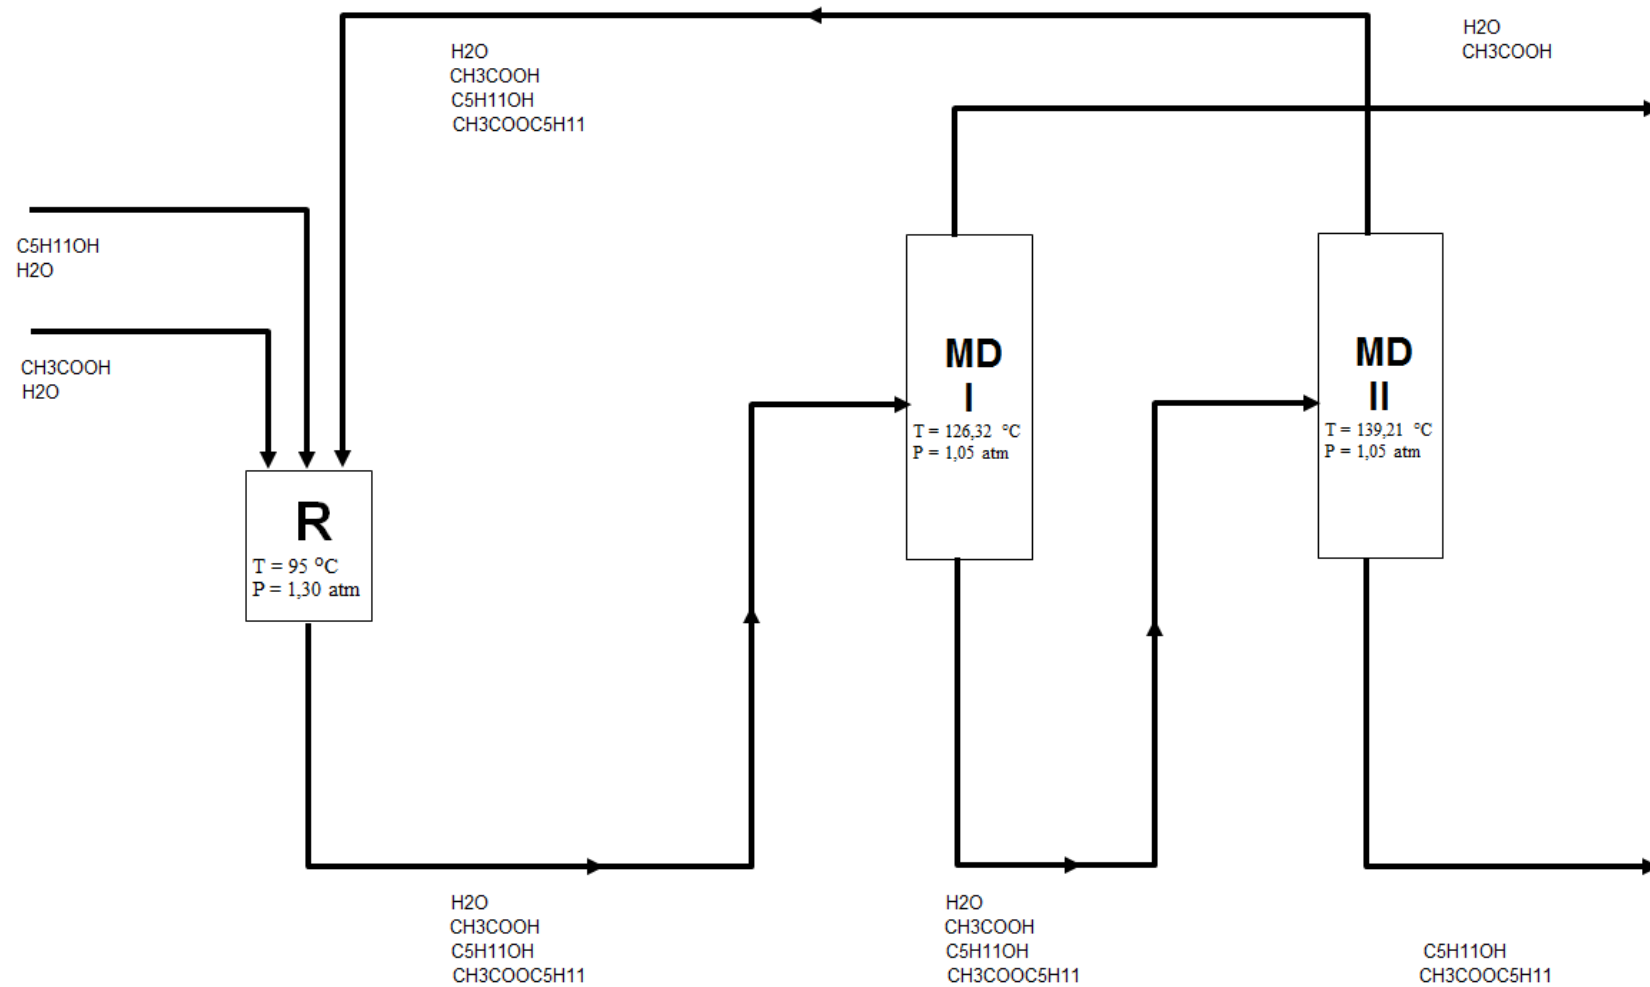 H2O
CH3COOH
H2O
CH3COOH
C5H11OH
CH3COOC5H11
C5H11OH
H2O
CH3COOH
H2O
MD
I
T = 126,32 °C
P = 1,05 atm
MD
II
T = 139,21 °C
P = 1,05 atm
R
T = 95 °C
P = 1,30 atm
H2O
CH3COOH
C5H11OH
CH3COOC5H11
H2O
CH3COOH
C5H11OH
CH3COOC5H11
C5H11OH
CH3COOC5H11